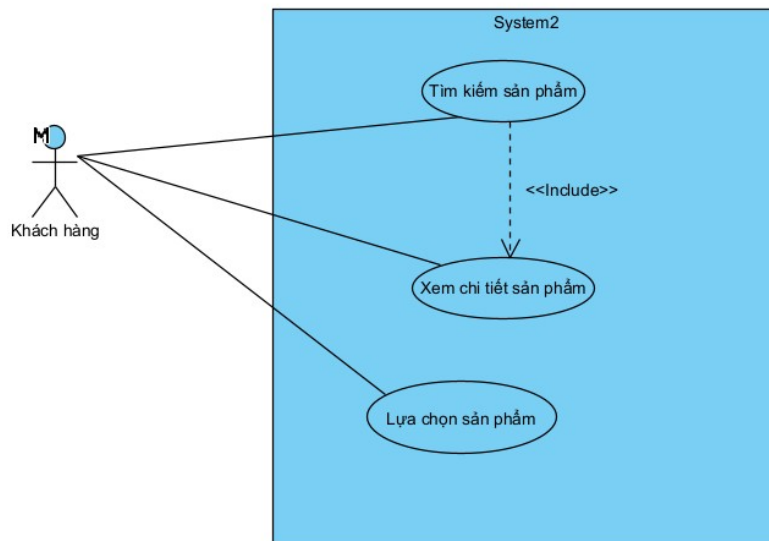 System2
Tìm kiếm sản phẩm
M
<<Include>>
Khách hàng
Xem chi tiết sản phẩm
Lựa chọn sản phẩm